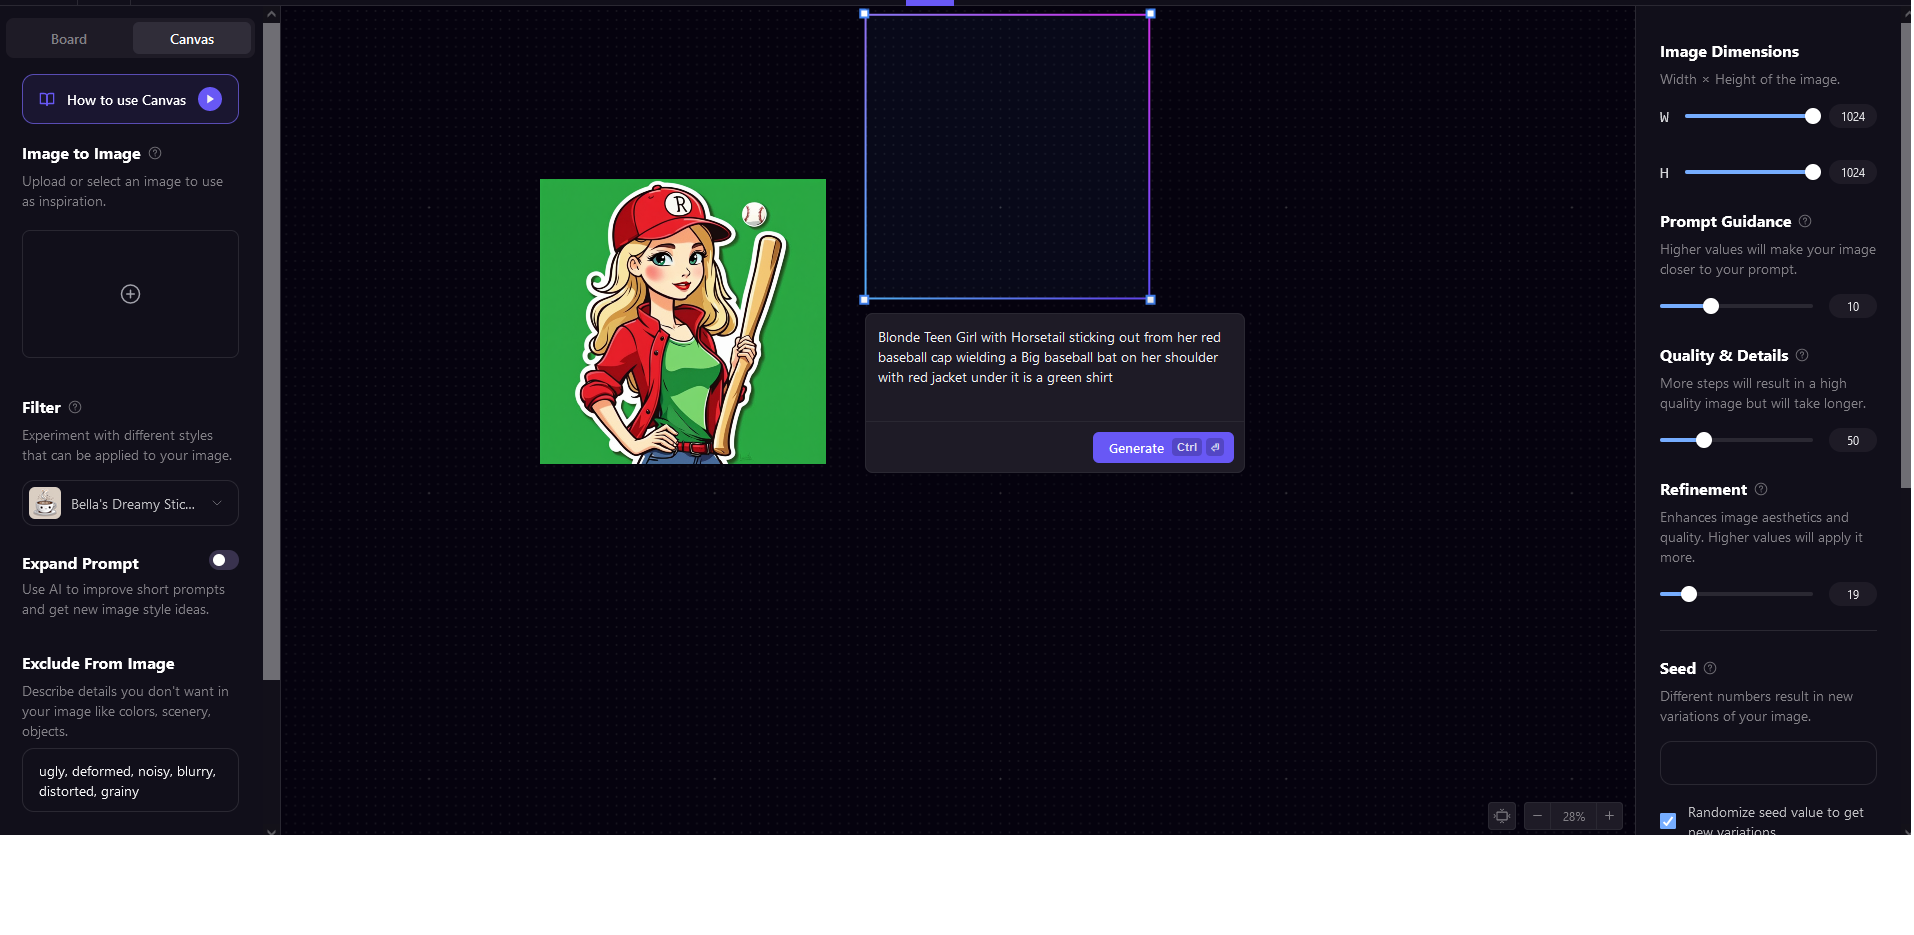 Board
Canvas
How to use Canvas
Image to Image
Upload or select an image to use
as inspiration.
Filter
Experiment with different styles
that can be applied to your image.
Bella's Dreamy Stic...
Expand Prompt
Use AI to improve short prompts
and get new image style ideas.
Exclude From Image
Describe details you don't want in
your image like colors, scenery,
objects.
ugly, deformed, noisy, blurry,
distorted, grainy
R
Blonde Teen Girl with Horsetail sticking out from her red
baseball cap wielding a Big baseball bat on her shoulder
with red jacket under it is a green shirt
Generate Ctrl
28%
Image Dimensions
Width × Height of the image.
W 1024
H 1024
Prompt Guidance
Higher values will make your image
closer to your prompt.
10
Quality & Details
More steps will result in a high
quality image but will take longer.
50
Refinement
Enhances image aesthetics and
quality. Higher values will apply it
more.
19
Seed
Different numbers result in new
variations of your image.
Randomize seed value to get
new variations